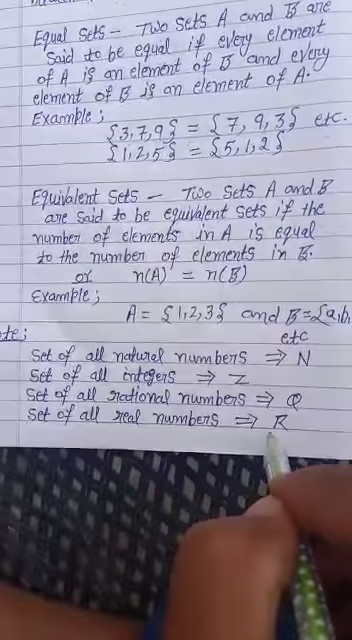 Equal Sets - Two Sets A and B are
Said to be equal if every element
of A is an element of B and every
element of B is an element of A.
Example;
{3,7,9} = {7,9,3} etc.
{1,2,5} = {5,1,2}
Equivalent Sets - Two Sets A and B
are Said to be equivalent sets if the
number of elements in A is equal
to the number of elements in B.
or n(A) = n(B)
Example;
A = {1,2,3} and B={a,b,
etc
ote;
Set of all natural numbers ⇒ N
Set of all integers ⇒ Z
Set of all rational numbers ⇒ Q
Set of all real numbers ⇒ R